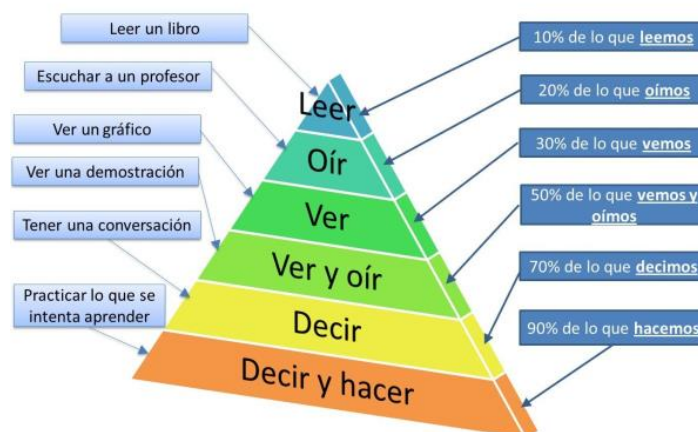 Leer un libro
Escuchar a un profesor
Ver un gráfico
Ver una demostración
Tener una conversación
Practicar lo que se
intenta aprender
Leer
Oír
Ver
Ver y oír
Decir
Decir y hacer
10% de lo que leemos
20% de lo que oímos
30% de lo que vemos
50% de lo que vemos y
oímos
70% de lo que decimos
90% de lo que hacemos